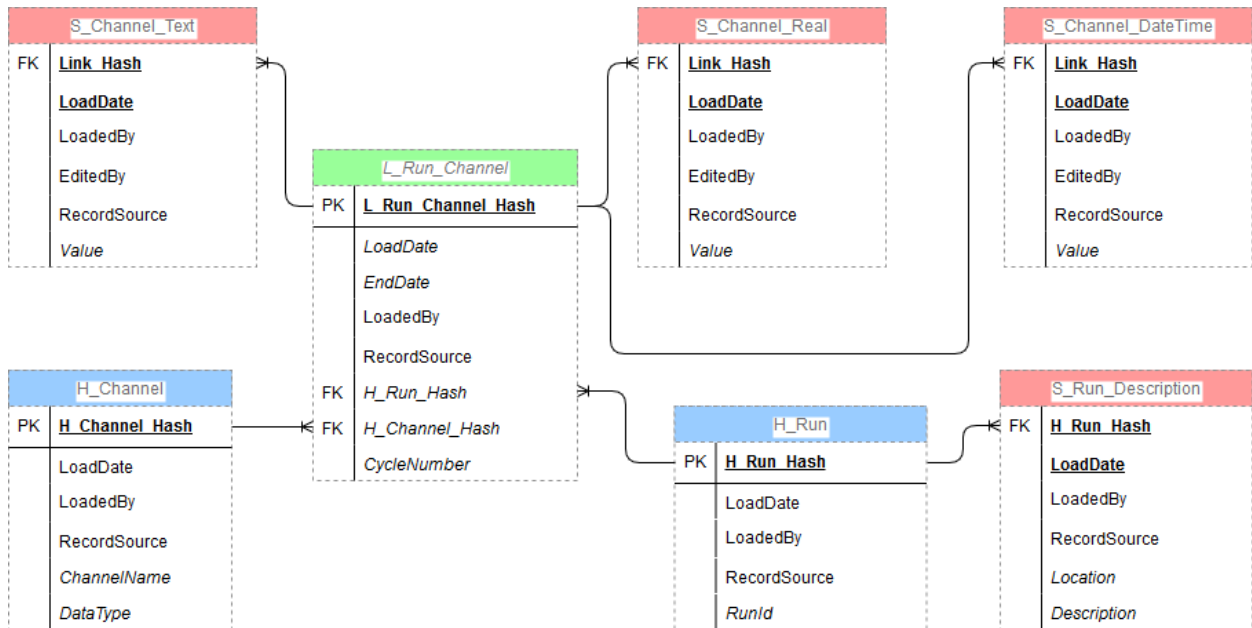 S_Channel_Text
FK Link_Hash
LoadDate
LoadedBy
EditedBy
RecordSource
Value
S_Channel_Real
FK Link_Hash
LoadDate
LoadedBy
EditedBy
RecordSource
Value
S_Channel_DateTime
FK Link_Hash
LoadDate
LoadedBy
EditedBy
RecordSource
Value
L_Run_Channel
PK L_Run_Channel_Hash
LoadDate
EndDate
LoadedBy
RecordSource
FK H_Run_Hash
FK H_Channel_Hash
CycleNumber
H_Channel
PK H_Channel_Hash
LoadDate
LoadedBy
RecordSource
ChannelName
DataType
H_Run
PK H_Run_Hash
LoadDate
LoadedBy
RecordSource
RunId
S_Run_Description
FK H_Run_Hash
LoadDate
LoadedBy
RecordSource
Location
Description